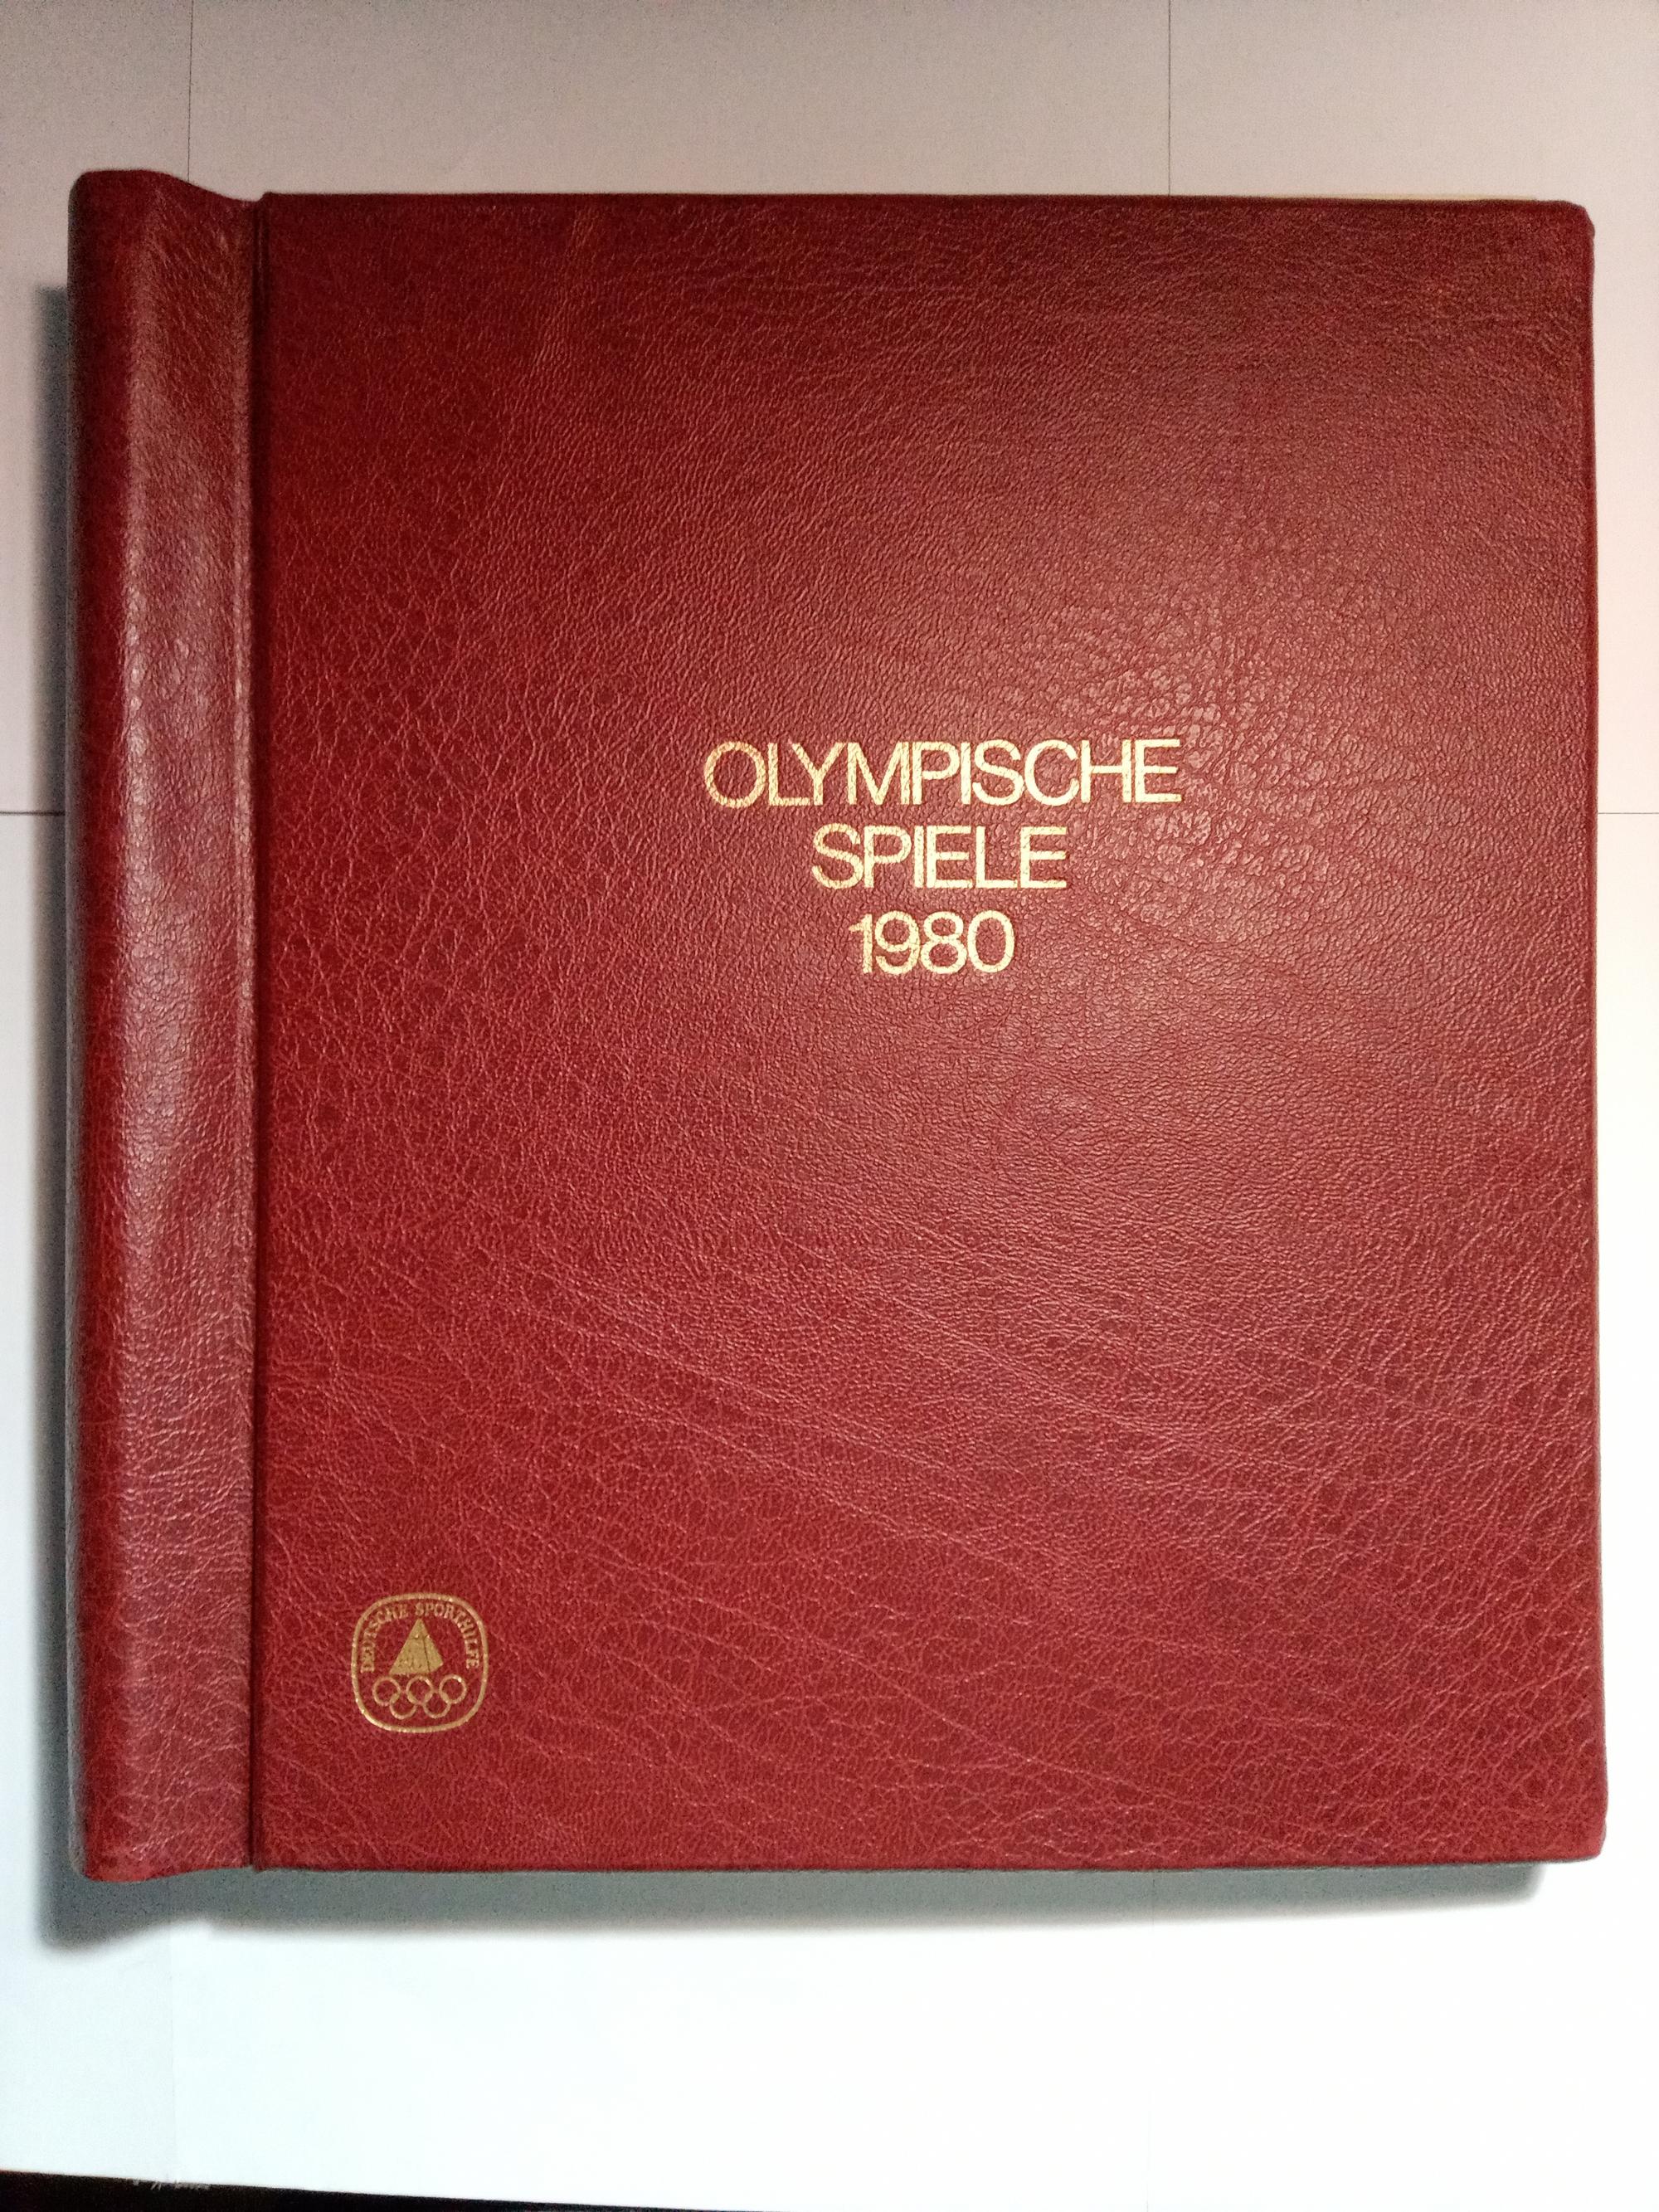 OLYMPISCHE
SPIELE
1980
DEUTSCHE SPORTHILFE